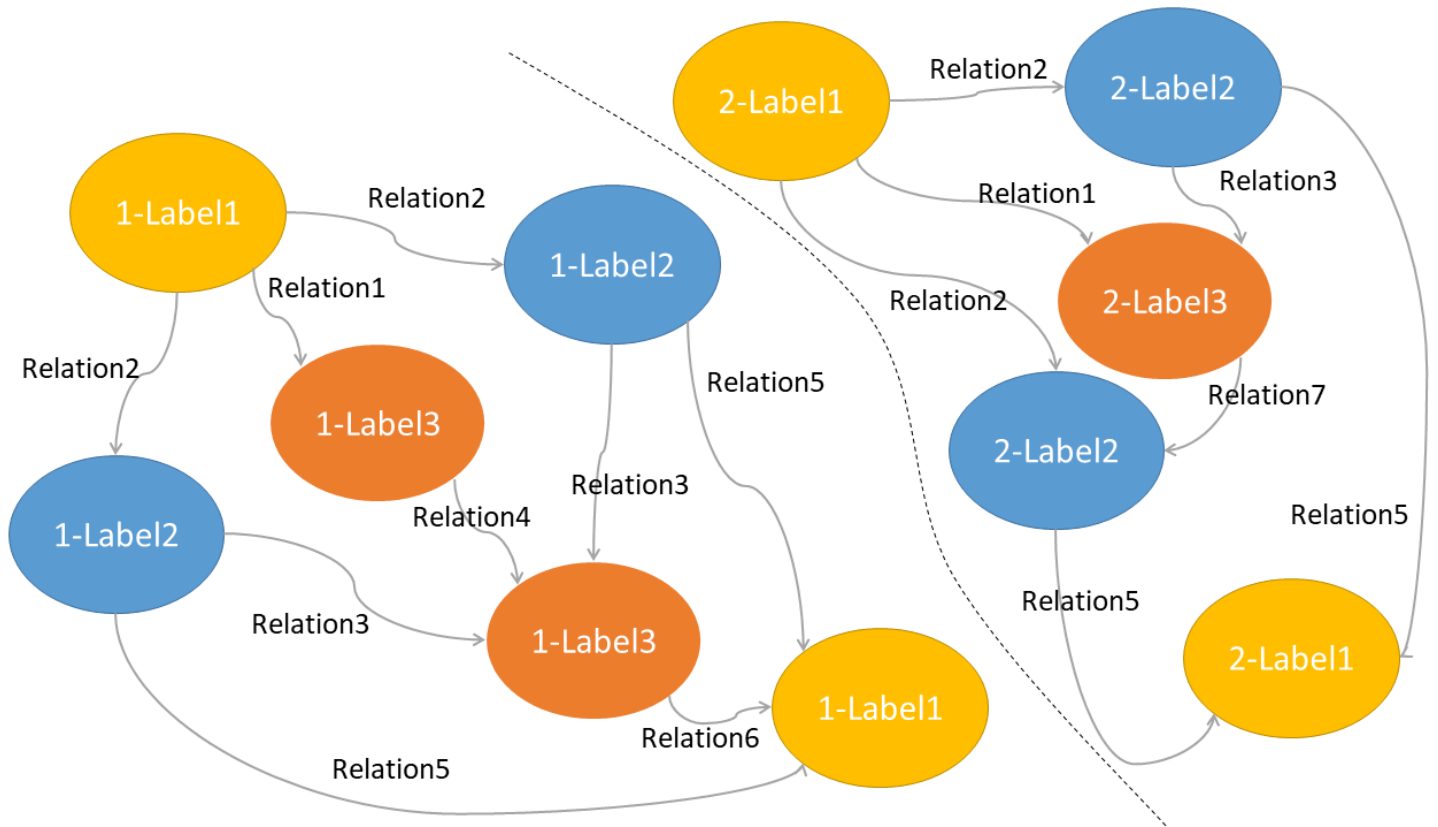 2-Label1
Relation2
2-Label2
Relation1
Relation3
Relation2
2-Label3
Relation7
2-Label2
Relation5
Relation5
2-Label1
1-Label1
Relation2
1-Label2
Relation1
Relation2
1-Label3
Relation5
Relation4
Relation3
1-Label2
Relation3
1-Label3
Relation6
1-Label1
Relation5